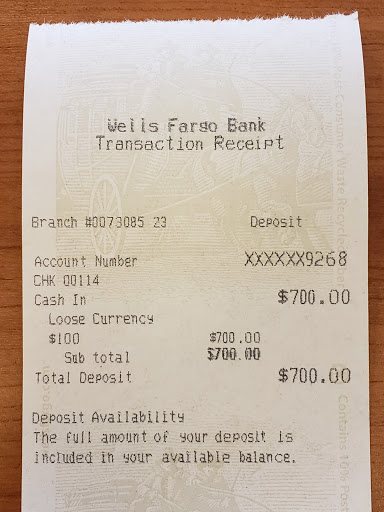 Wells Fargo Bank
Transaction Receipt
Branch #0073085 23 Deposit
Account Number XXXXXX9268
CHK 00114
Cash In $700.00
Loose Currency
$100 $700.00
Sub total $700.00
Total Deposit $700.00
Deposit Availability
The full amount of your deposit is
included in your available balance.